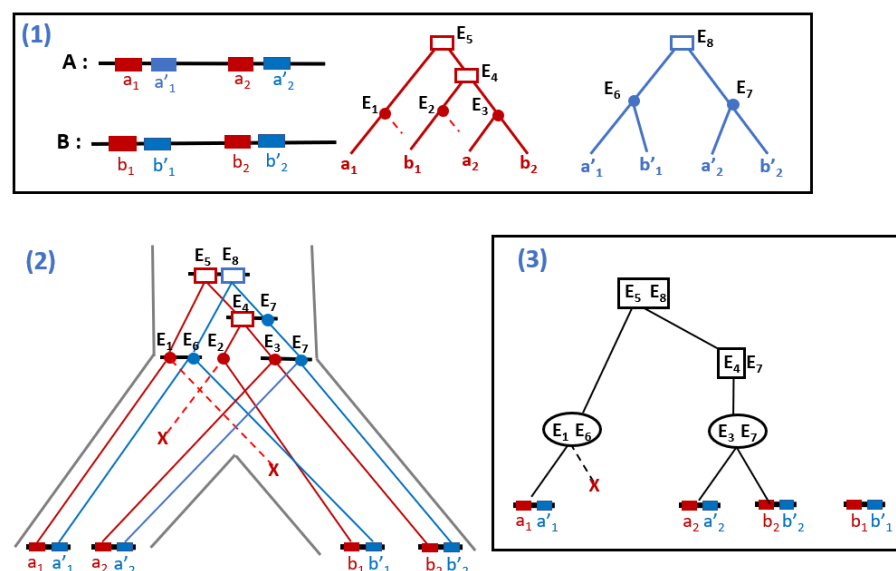 (1)
A :
a₁ a'₁ a₂ a'₂
B :
b₁ b'₁ b₂ b'₂
E₅
E₄
E₁ E₂ E₃
a₁ b₁ a₂ b₂
E₈
E₆ E₇
a'₁ b'₁ a'₂ b'₂
(2)
E₅ E₈
E₄ E₇
E₁ E₆ E₂ E₃ E₇
X
X
a₁ a'₁ a₂ a'₂ b₁ b'₁ b₂ b'₂
(3)
E₅ E₈
E₄ E₇
E₁ E₆ E₃ E₇
X
a₁ a'₁ a₂ a'₂ b₂ b'₂ b₁ b'₁